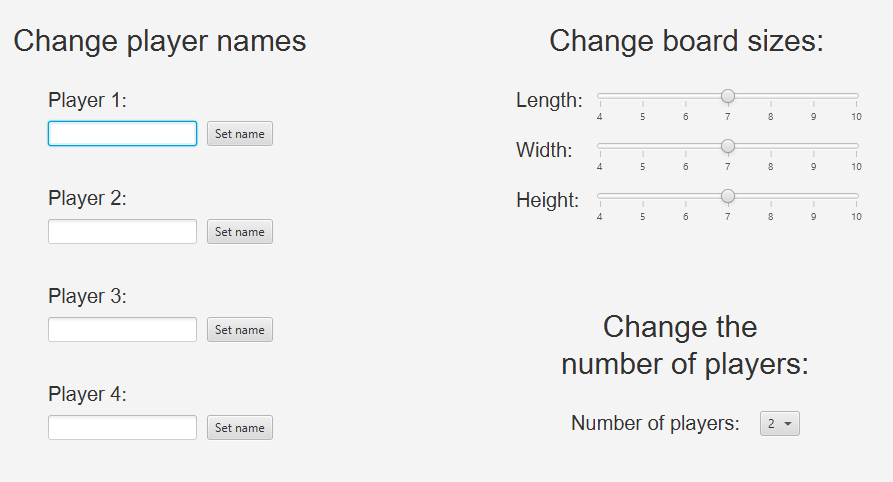 Change player names
Player 1:
Set name
Player 2:
Set name
Player 3:
Set name
Player 4:
Set name
Change board sizes:
Length:
4 5 6 7 8 9 10
Width:
4 5 6 7 8 9 10
Height:
4 5 6 7 8 9 10
Change the
number of players:
Number of players: 2